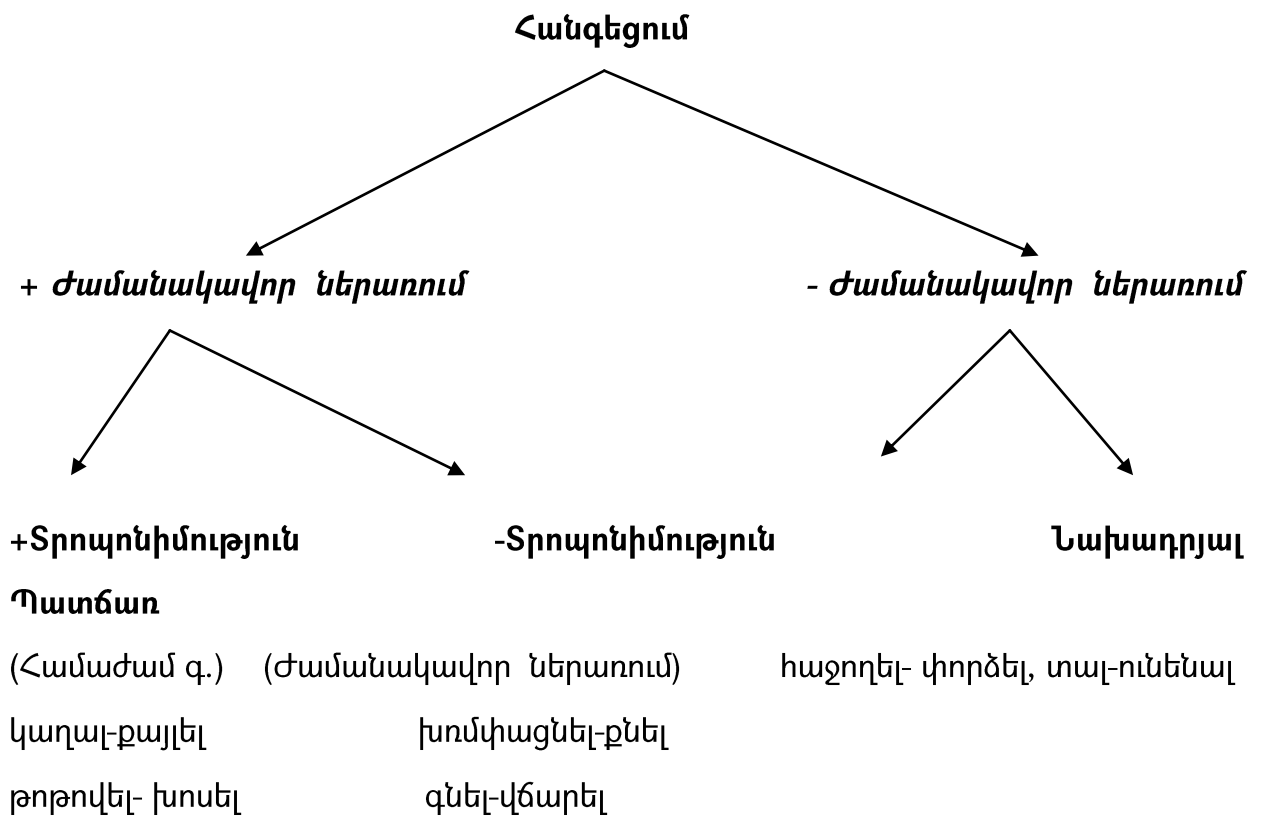 Հանգեցում
+ Ժամանակավոր ներառում - Ժամանակավոր ներառում
+Տրոպոնիմություն -Տրոպոնիմություն Նախադրյալ
Պատճառ
(Համաժամ գ.) (Ժամանակավոր ներառում) հաջողել- փորձել, տալ-ունենալ
կաղալ-քայլել խռմփացնել-քնել
թոթովել- խոսել գնել-վճարել